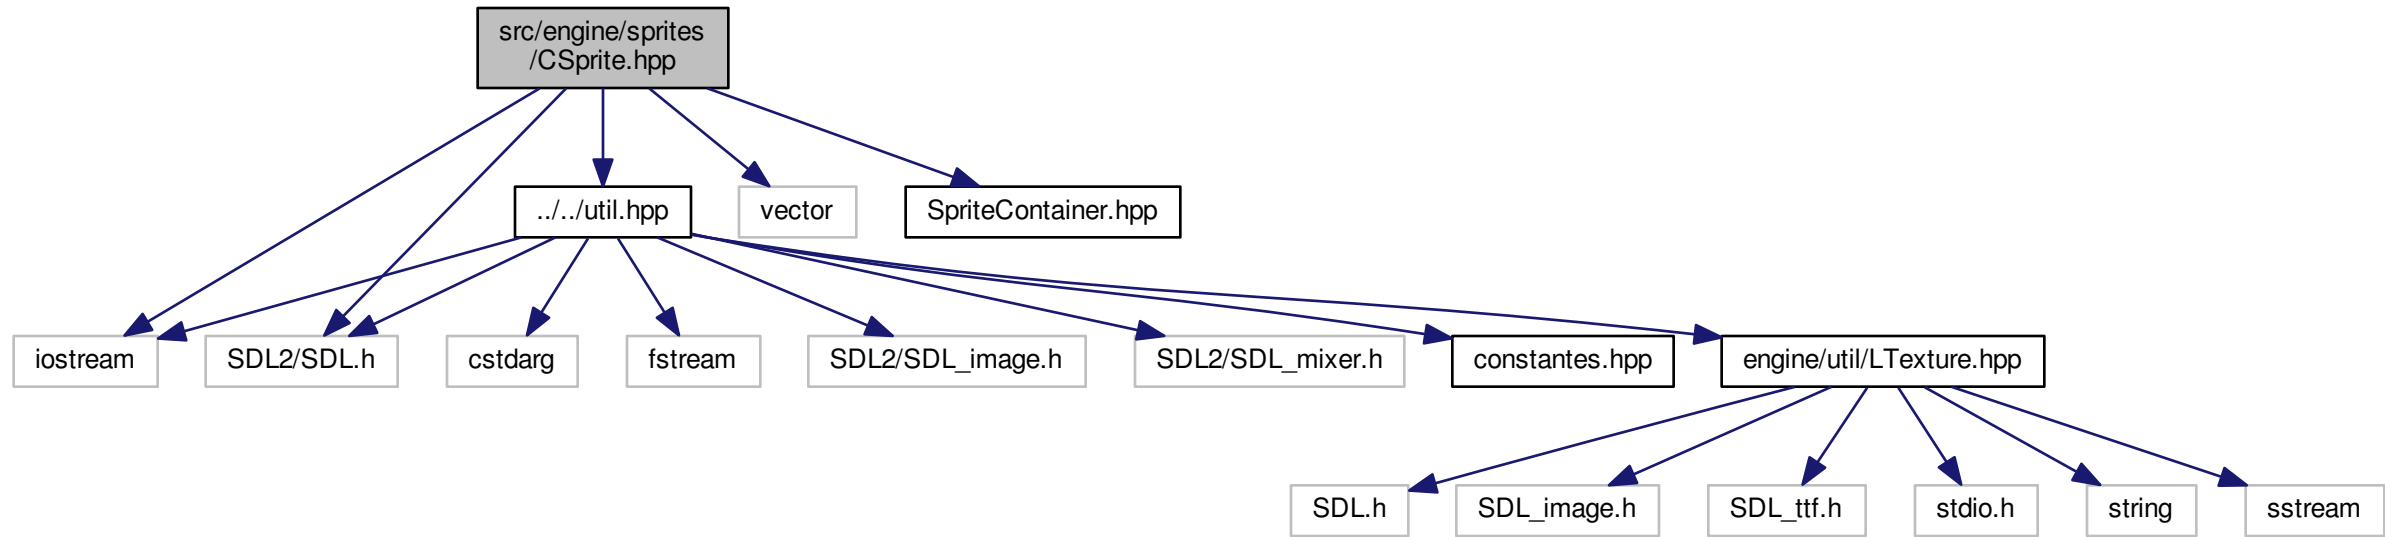 src/engine/sprites
/CSprite.hpp
../../util.hpp
vector
SpriteContainer.hpp
iostream
SDL2/SDL.h
cstdarg
fstream
SDL2/SDL_image.h
SDL2/SDL_mixer.h
constantes.hpp
engine/util/LTexture.hpp
SDL.h
SDL_image.h
SDL_ttf.h
stdio.h
string
sstream